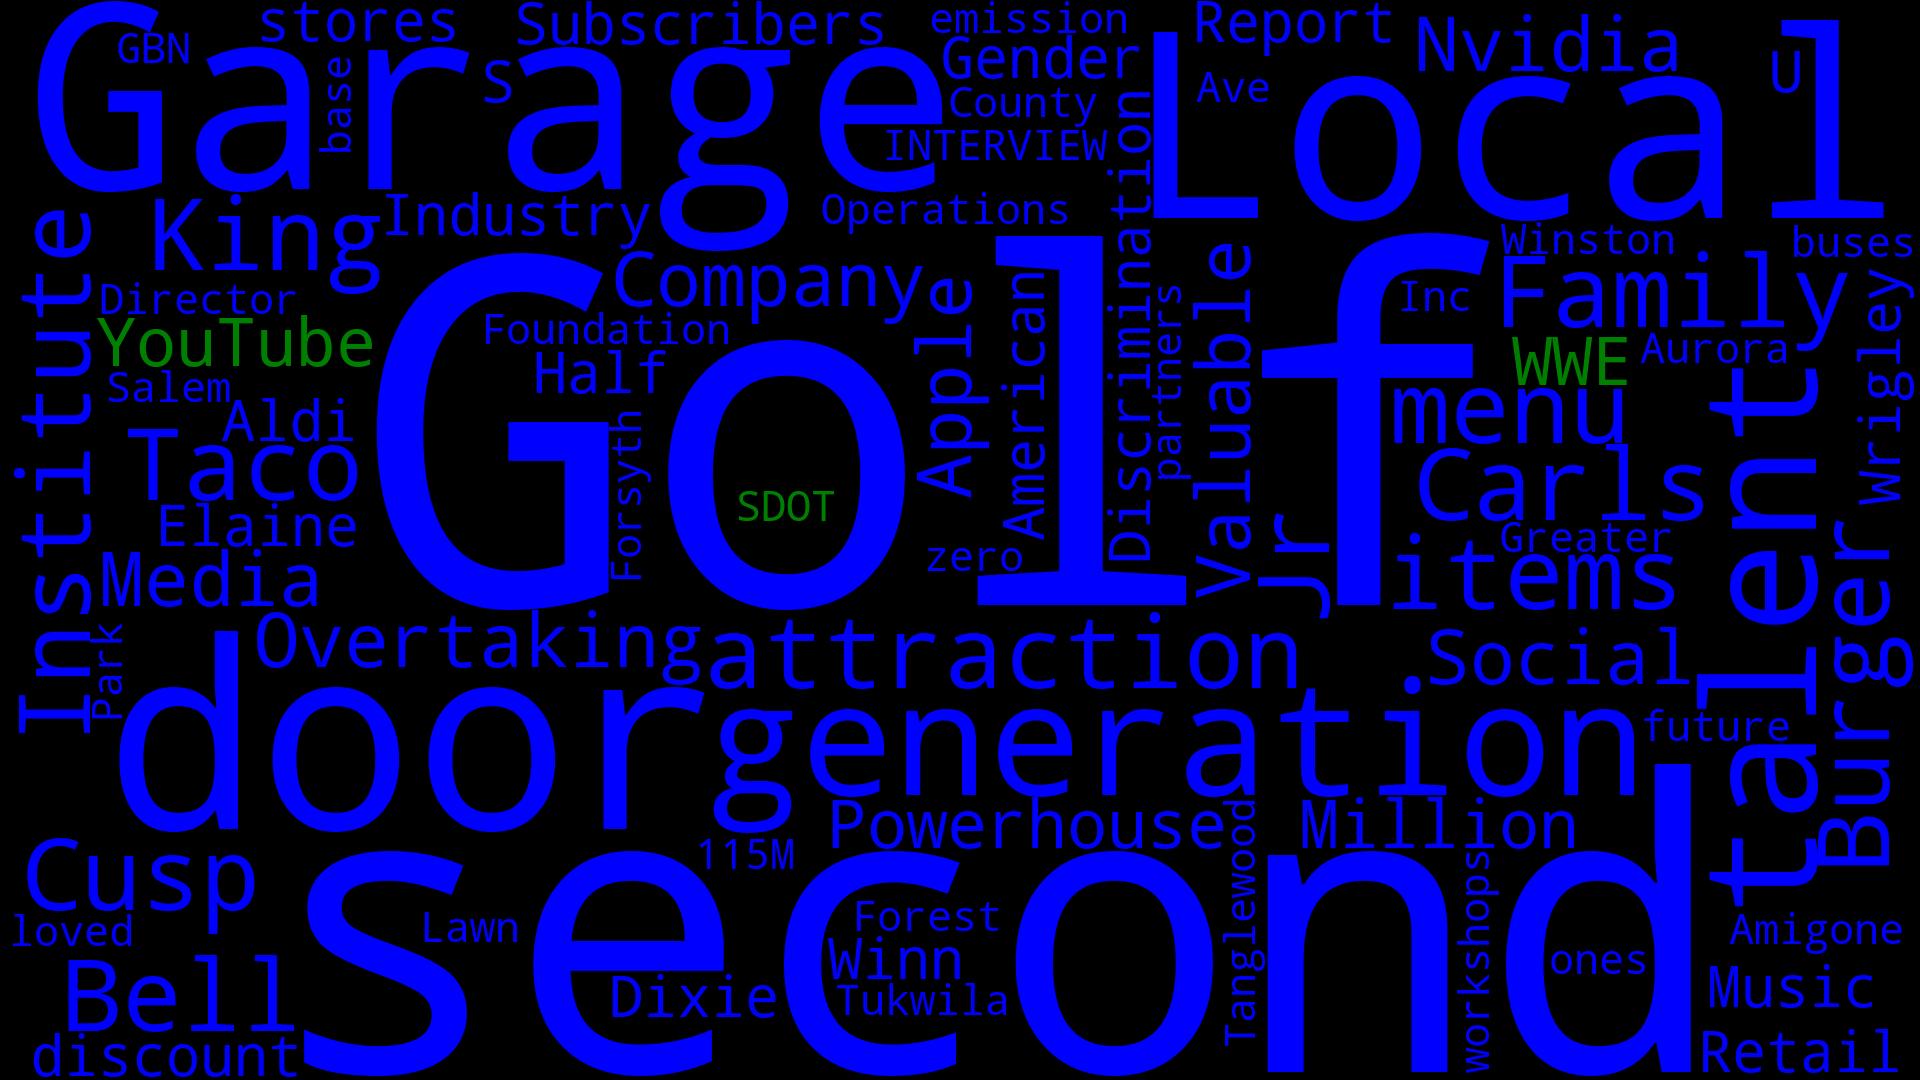 Garage
Local
GBN
stores
base
S
Subscribers
emission
Gender
County
INTERVIEW
Report
Ave
Nvidia
U
King
Industry
Operations
Discrimination
Winston
buses
Institute
Director
YouTube
Salem
Aldi
Taco
Elaine
Media
Park
Golf
Company
Foundation
Half
Forsyth
SDOT
Apple
American
zero
partners
Valuable
Jr
Inc
Family
WWE
Aurora
Wrigley
menu
Carls
Greater
items
talent
Burger
Overtaking
attraction
Social
door
generation
future
Powerhouse
Million
Cusp
115M
second
loved
Lawn
Forest
Winn
Dixie
Tukwila
Tanglewood
workshops
ones
Amigone
Bell
Music
discount
Retail